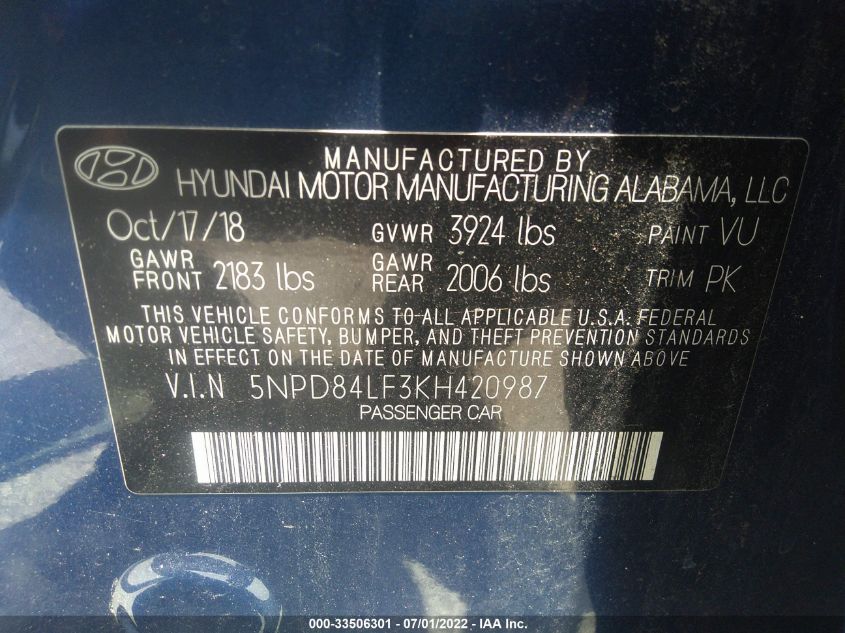 MANUFACTURED BY
HYUNDAI MOTOR MANUFACTURING ALABAMA, LLC
Oct/17/18 GVWR 3924 lbs PAINT VU
GAWR FRONT 2183 lbs GAWR REAR 2006 lbs TRIM PK
THIS VEHICLE CONFORMS TO ALL APPLICABLE U.S.A. FEDERAL
MOTOR VEHICLE SAFETY, BUMPER, AND THEFT PREVENTION STANDARDS
IN EFFECT ON THE DATE OF MANUFACTURE SHOWN ABOVE
V.I.N 5NPD84LF3KH420987
PASSENGER CAR
000-33506301 - 07/01/2022 - IAA Inc.